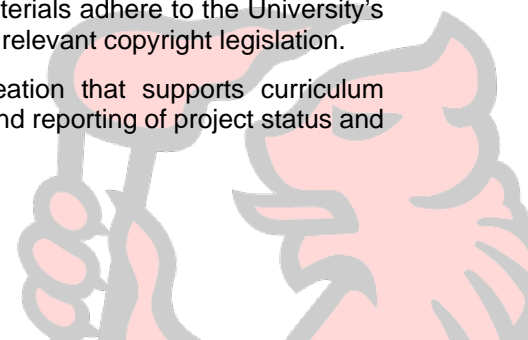 terials adhere to the University's
relevant copyright legislation.
eation that supports curriculum
nd reporting of project status and